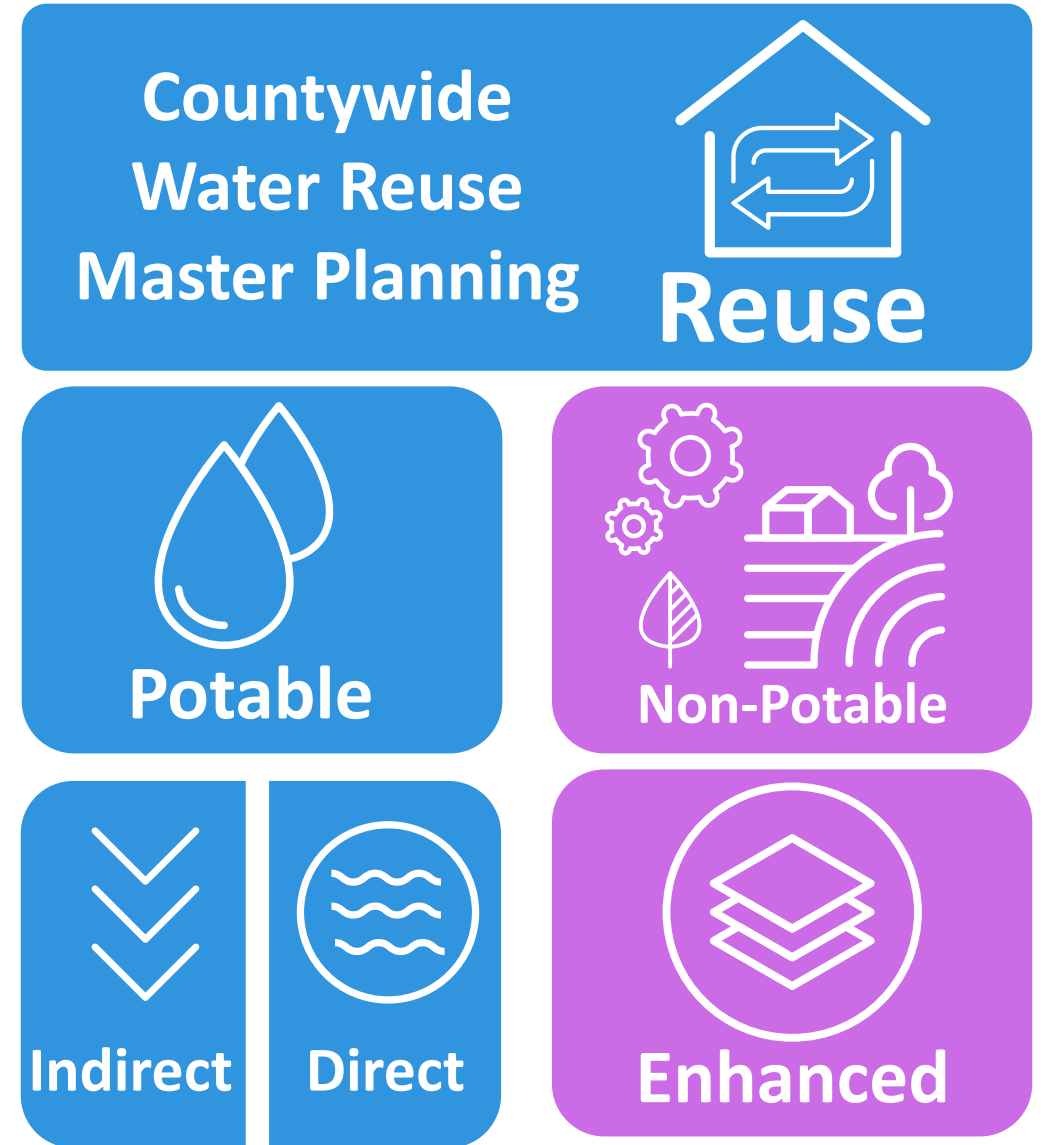 Countywide
Water Reuse
Master Planning
Reuse
Potable
Non-Potable
Indirect
Direct
Enhanced